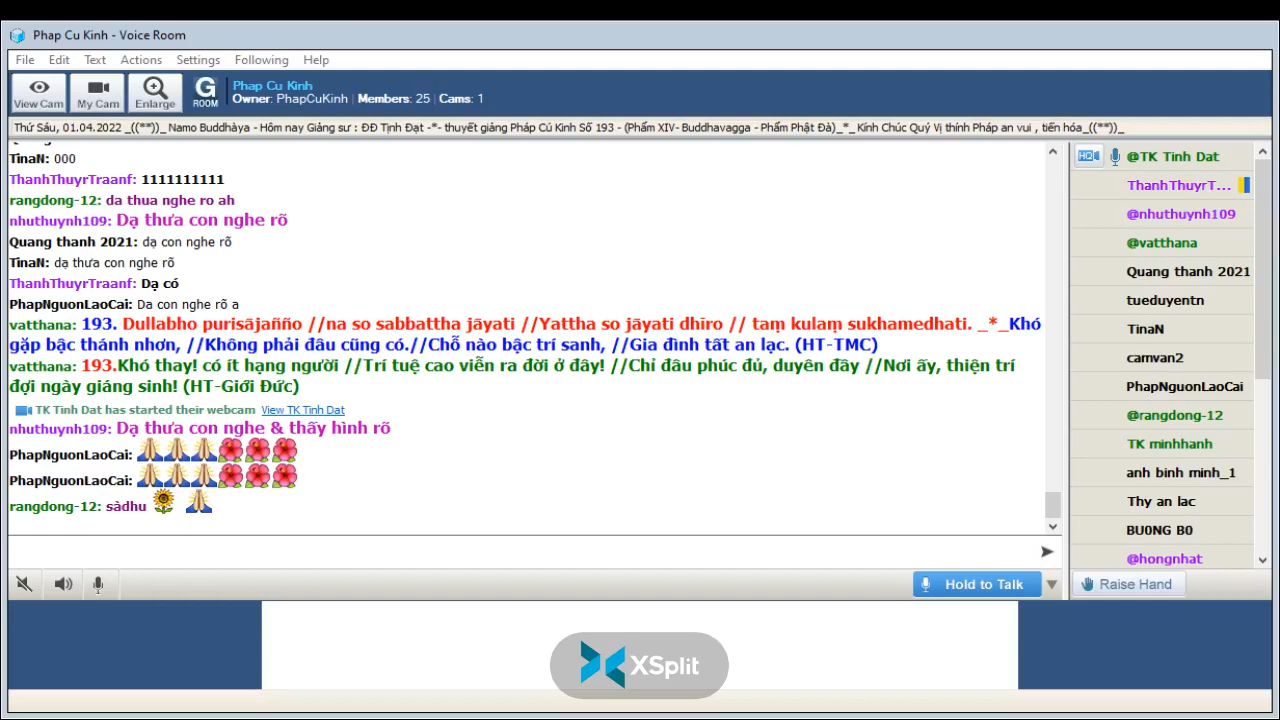 Phap Cu Kinh - Voice Room
File Edit Text Actions Settings Following Help
View Cam My Cam Enlarge G ROOM
Phap Cu Kinh
Owner: PhapCuKinh | Members: 25 | Cams: 1
Thứ Sáu, 01.04.2022 _((**))_ Namo Buddhàya - Hôm nay Giảng sư : ĐĐ Tịnh Đạt -*- thuyết giảng Pháp Cú Kinh Số 193 - (Phẩm XIV- Buddhavagga - Phẩm Phật Đà)_*_ Kính Chúc Quý Vị thính Pháp an vui , tiến hóa_((**))_
TinaN: 000
ThanhThuyrTraanf: 1111111111
rangdong-12: da thua nghe ro ah
nhuthuynh109: Dạ thưa con nghe rõ
Quang thanh 2021: dạ con nghe rõ
TinaN: dạ thưa con nghe rõ
ThanhThuyrTraanf: Dạ có
PhapNguonLaoCai: Da con nghe rõ a
vatthana: 193. Dullabho purisājañño //na so sabbattha jāyati //Yattha so jāyati dhīro // taṃ kulaṃ sukhamedhati. _*_Khó
gặp bậc thánh nhơn, //Không phải đâu cũng có.//Chỗ nào bậc trí sanh, //Gia đình tất an lạc. (HT-TMC)
vatthana: 193.Khó thay! có ít hạng người //Trí tuệ cao viễn ra đời ở đây! //Chỉ đâu phúc đủ, duyên đầy //Nơi ấy, thiện trí
đợi ngày giáng sinh! (HT-Giới Đức)
TK Tinh Dat has started their webcam View TK Tinh Dat
nhuthuynh109: Dạ thưa con nghe & thấy hình rõ
PhapNguonLaoCai:
PhapNguonLaoCai:
rangdong-12: sàdhu
Hold to Talk
@TK Tinh Dat
ThanhThuyrT...
@nhuthuynh109
@vatthana
Quang thanh 2021
tueduyentn
TinaN
camvan2
PhapNguonLaoCai
@rangdong-12
TK minhhanh
anh binh minh_1
Thy an lac
BU0NG B0
@hongnhat
Raise Hand
XSplit